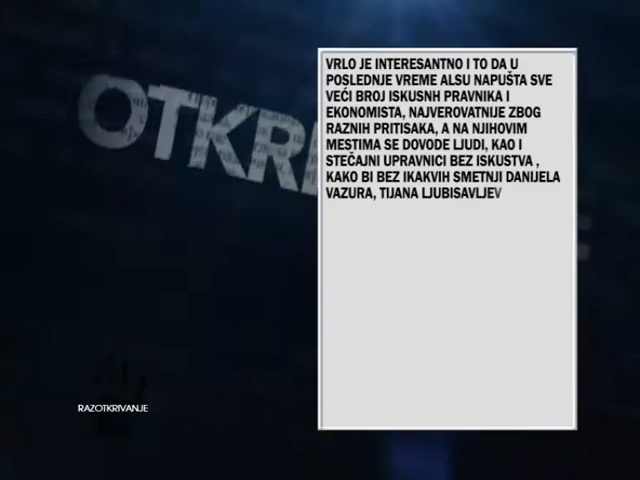 OTKRI
VRLO JE INTERESANTNO I TO DA U
POSLEDNJE VREME ALSU NAPUŠTA SVE
VEĆI BROJ ISKUSNH PRAVNIKA I
EKONOMISTA, NAJVEROVATNIJE ZBOG
RAZNIH PRITISAKA, A NA NJIHOVIM
MESTIMA SE DOVODE LJUDI, KAO I
STEČAJNI UPRAVNICI BEZ ISKUSTVA ,
KAKO BI BEZ IKAKVIH SMETNJI DANIJELA
VAZURA, TIJANA LJUBISAVLJEV
RAZOTKRIVANJE